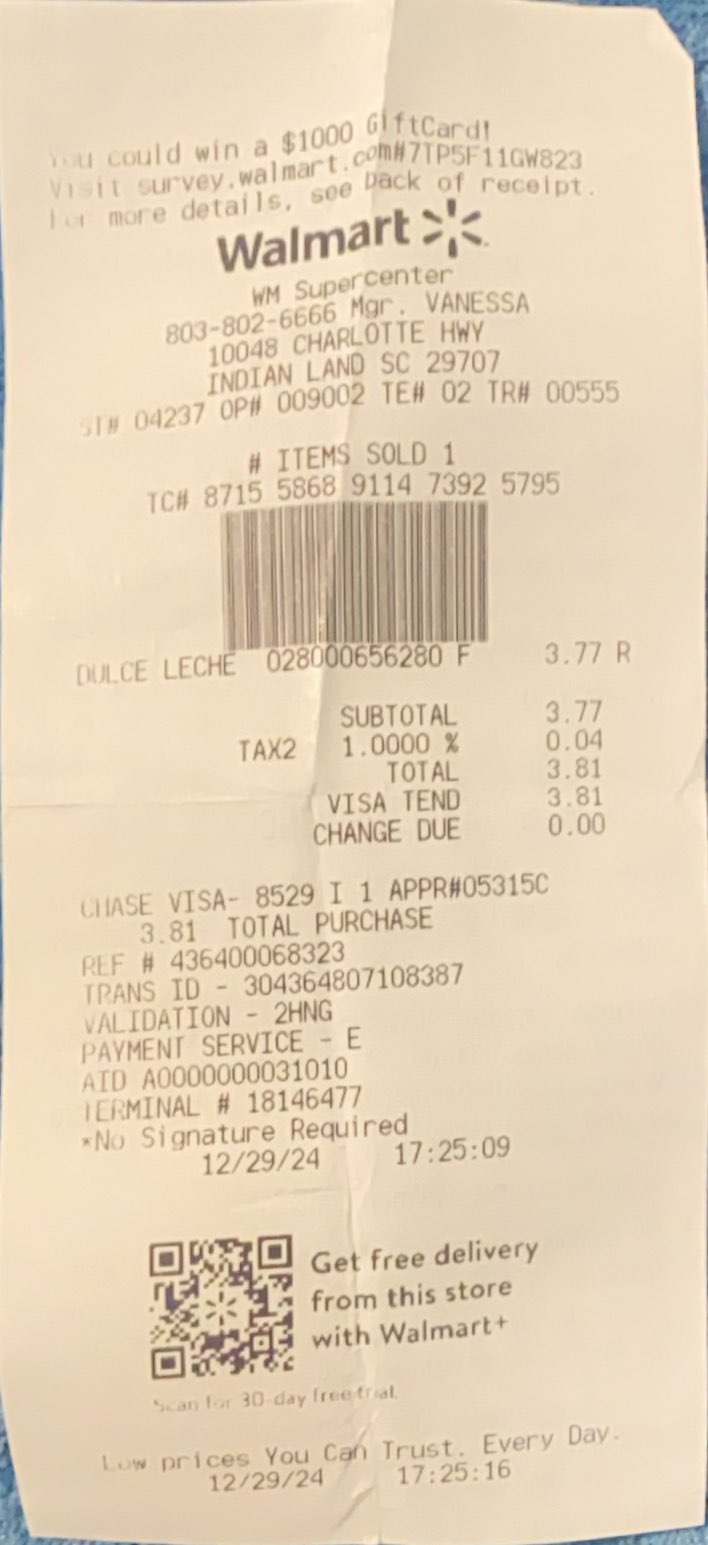 You could win a $1000 GiftCard!
Visit survey.walmart.com#7TP5F11GW823
For more details, see back of receipt.
Walmart
WM Supercenter
803-802-6666 Mgr. VANESSA
10048 CHARLOTTE HWY
INDIAN LAND SC 29707
ST# 04237 OP# 009002 TE# 02 TR# 00555
# ITEMS SOLD 1
TC# 8715 5868 9114 7392 5795
DULCE LECHE 028000656280 F 3.77 R
SUBTOTAL 3.77
TAX2 1.0000 % 0.04
TOTAL 3.81
VISA TEND 3.81
CHANGE DUE 0.00
CHASE VISA- 8529 I 1 APPR#05315C
3.81 TOTAL PURCHASE
REF # 436400068323
TRANS ID - 304364807108387
VALIDATION - 2HNG
PAYMENT SERVICE - E
AID A0000000031010
TERMINAL # 18146477
*No Signature Required
12/29/24 17:25:09
Get free delivery
from this store
with Walmart+
Scan for 30-day free trial.
Low prices You Can Trust. Every Day.
12/29/24 17:25:16